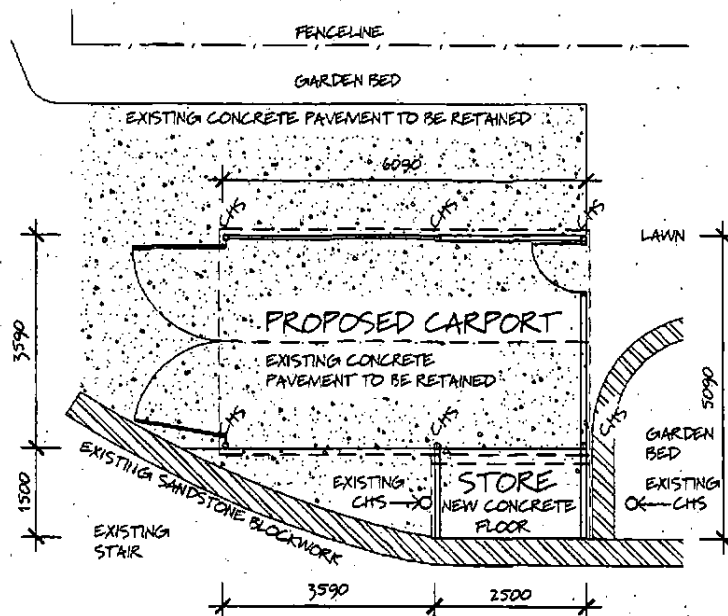 FENCELINE
GARDEN BED
EXISTING CONCRETE PAVEMENT TO BE RETAINED
6090
CHS
CHS
CHS
LAWN
3590
PROPOSED CARPORT
EXISTING CONCRETE
PAVEMENT TO BE RETAINED
5090
CHS
CHS
CHS
GARDEN
BED
1500
EXISTING SANDSTONE BLOCKWORK
EXISTING
CHS
STORE
NEW CONCRETE
FLOOR
EXISTING
CHS
EXISTING
STAIR
3590
2500